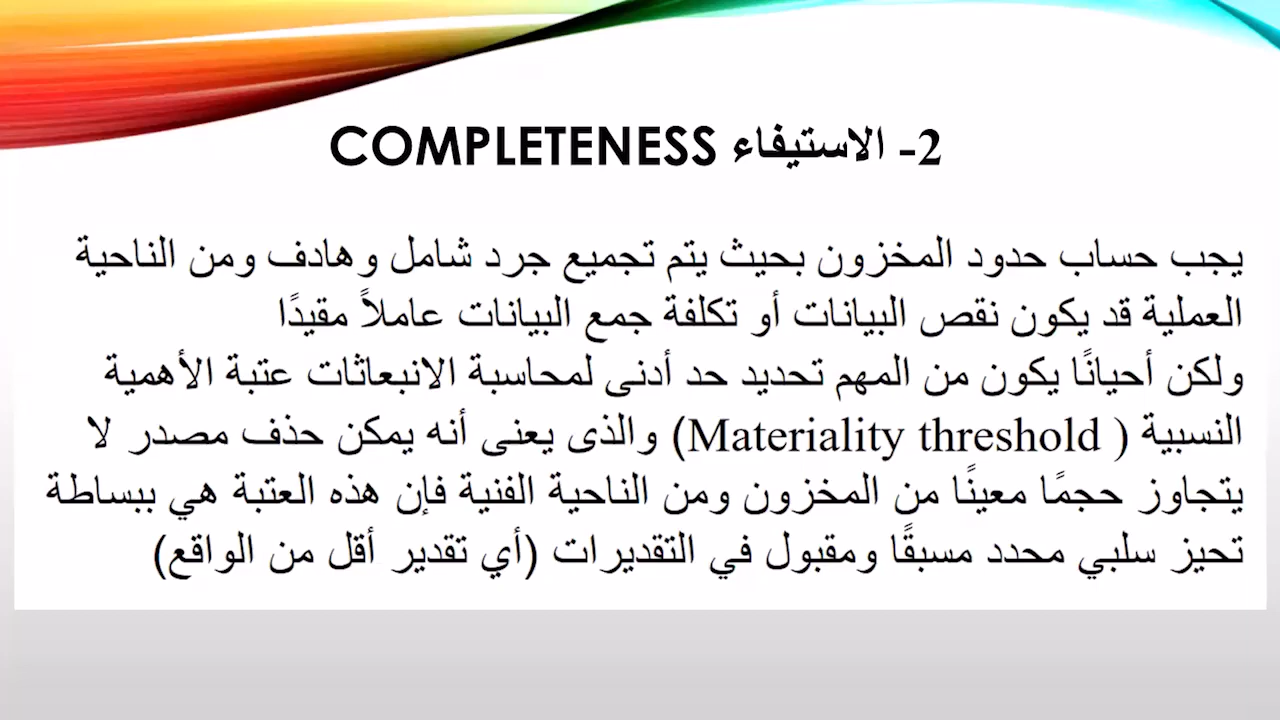 2- الاستيفاء COMPLETENESS
يجب حساب حدود المخزون بحيث يتم تجميع جرد شامل وهادف ومن الناحية
العملية قد يكون نقص البيانات أو تكلفة جمع البيانات عاملاً مقيدًا
ولكن أحيانًا يكون من المهم تحديد حد أدنى لمحاسبة الانبعاثات عتبة الأهمية
النسبية ( Materiality threshold) والذى يعنى أنه يمكن حذف مصدر لا
يتجاوز حجمًا معينًا من المخزون ومن الناحية الفنية فإن هذه العتبة هي ببساطة
تحيز سلبي محدد مسبقًا ومقبول في التقديرات (أي تقدير أقل من الواقع)